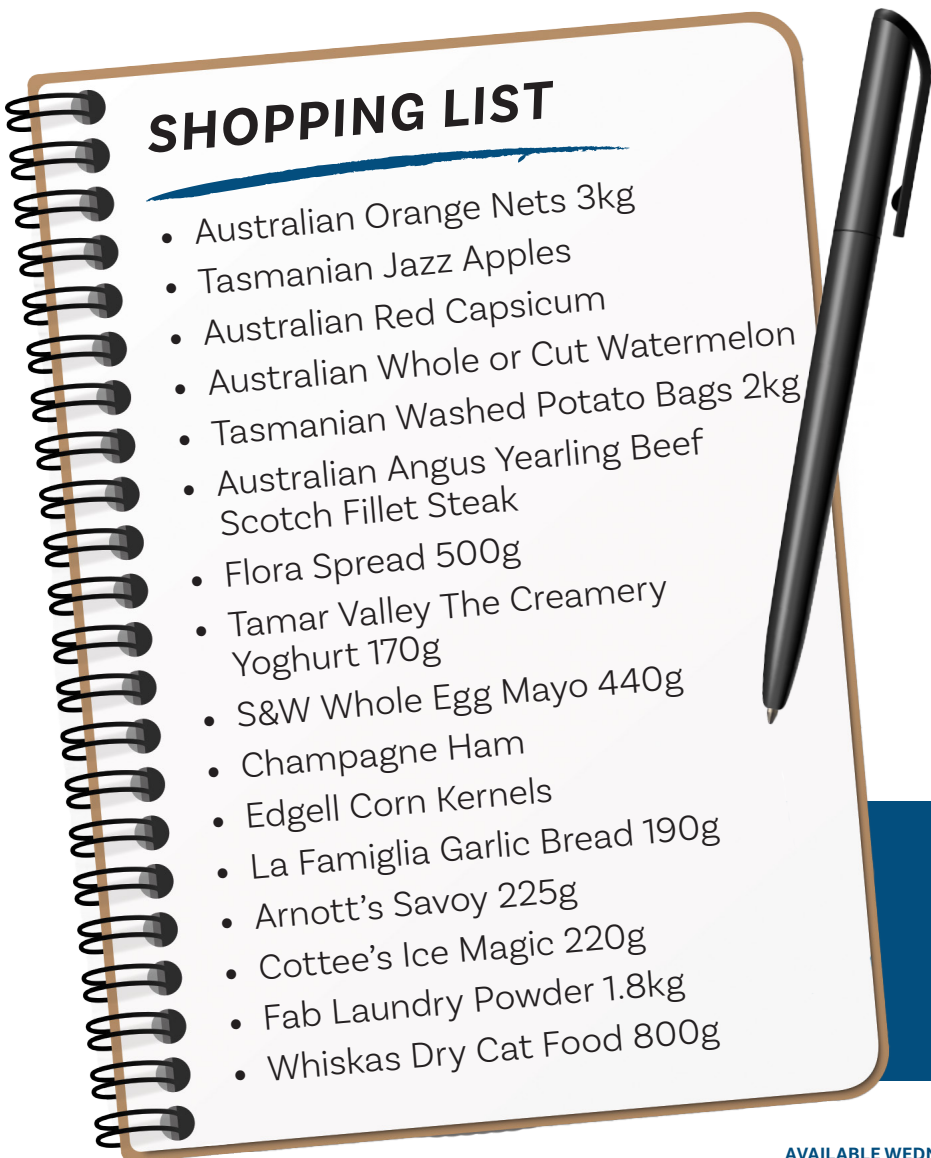 SHOPPING LIST
• Australian Orange Nets 3kg
• Tasmanian Jazz Apples
• Australian Red Capsicum
• Australian Whole or Cut Watermelon
• Tasmanian Washed Potato Bags 2kg
• Australian Angus Yearling Beef
Scotch Fillet Steak
• Flora Spread 500g
• Tamar Valley The Creamery
Yoghurt 170g
• S&W Whole Egg Mayo 440g
• Champagne Ham
• Edgell Corn Kernels
• La Famiglia Garlic Bread 190g
• Arnott's Savoy 225g
• Cottee's Ice Magic 220g
• Fab Laundry Powder 1.8kg
• Whiskas Dry Cat Food 800g
AVAILABLE